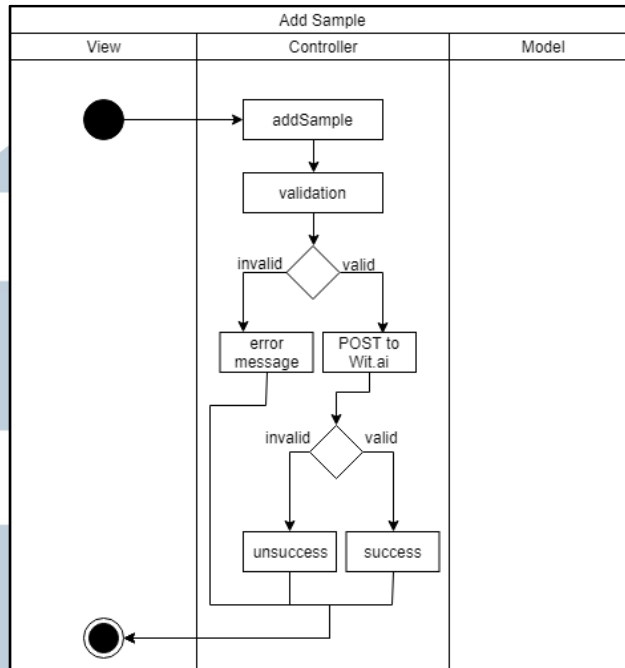 Add Sample
View
Controller
Model
addSample
validation
invalid
valid
error
message
POST to
Wit.ai
invalid
valid
unsuccess
success